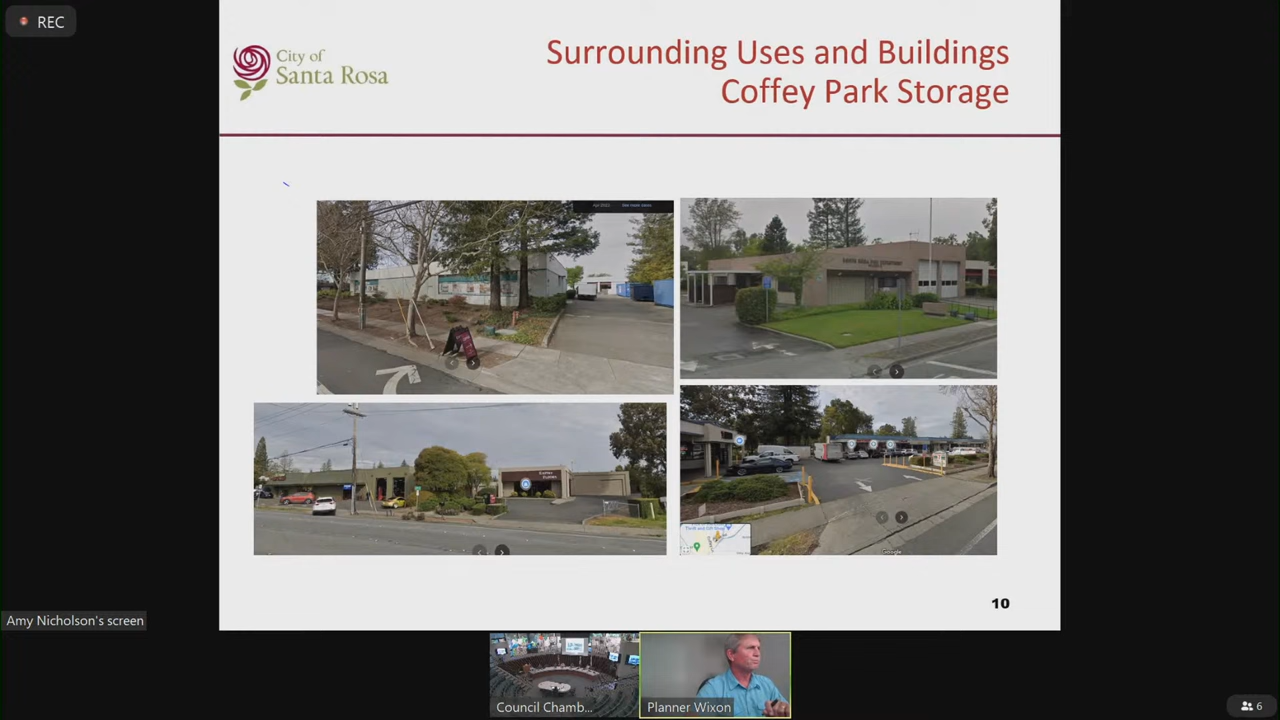 REC
City of
Santa Rosa
Surrounding Uses and Buildings
Coffey Park Storage
Google
10
Amy Nicholson's screen
Council Chamb...
Planner Wixon
6